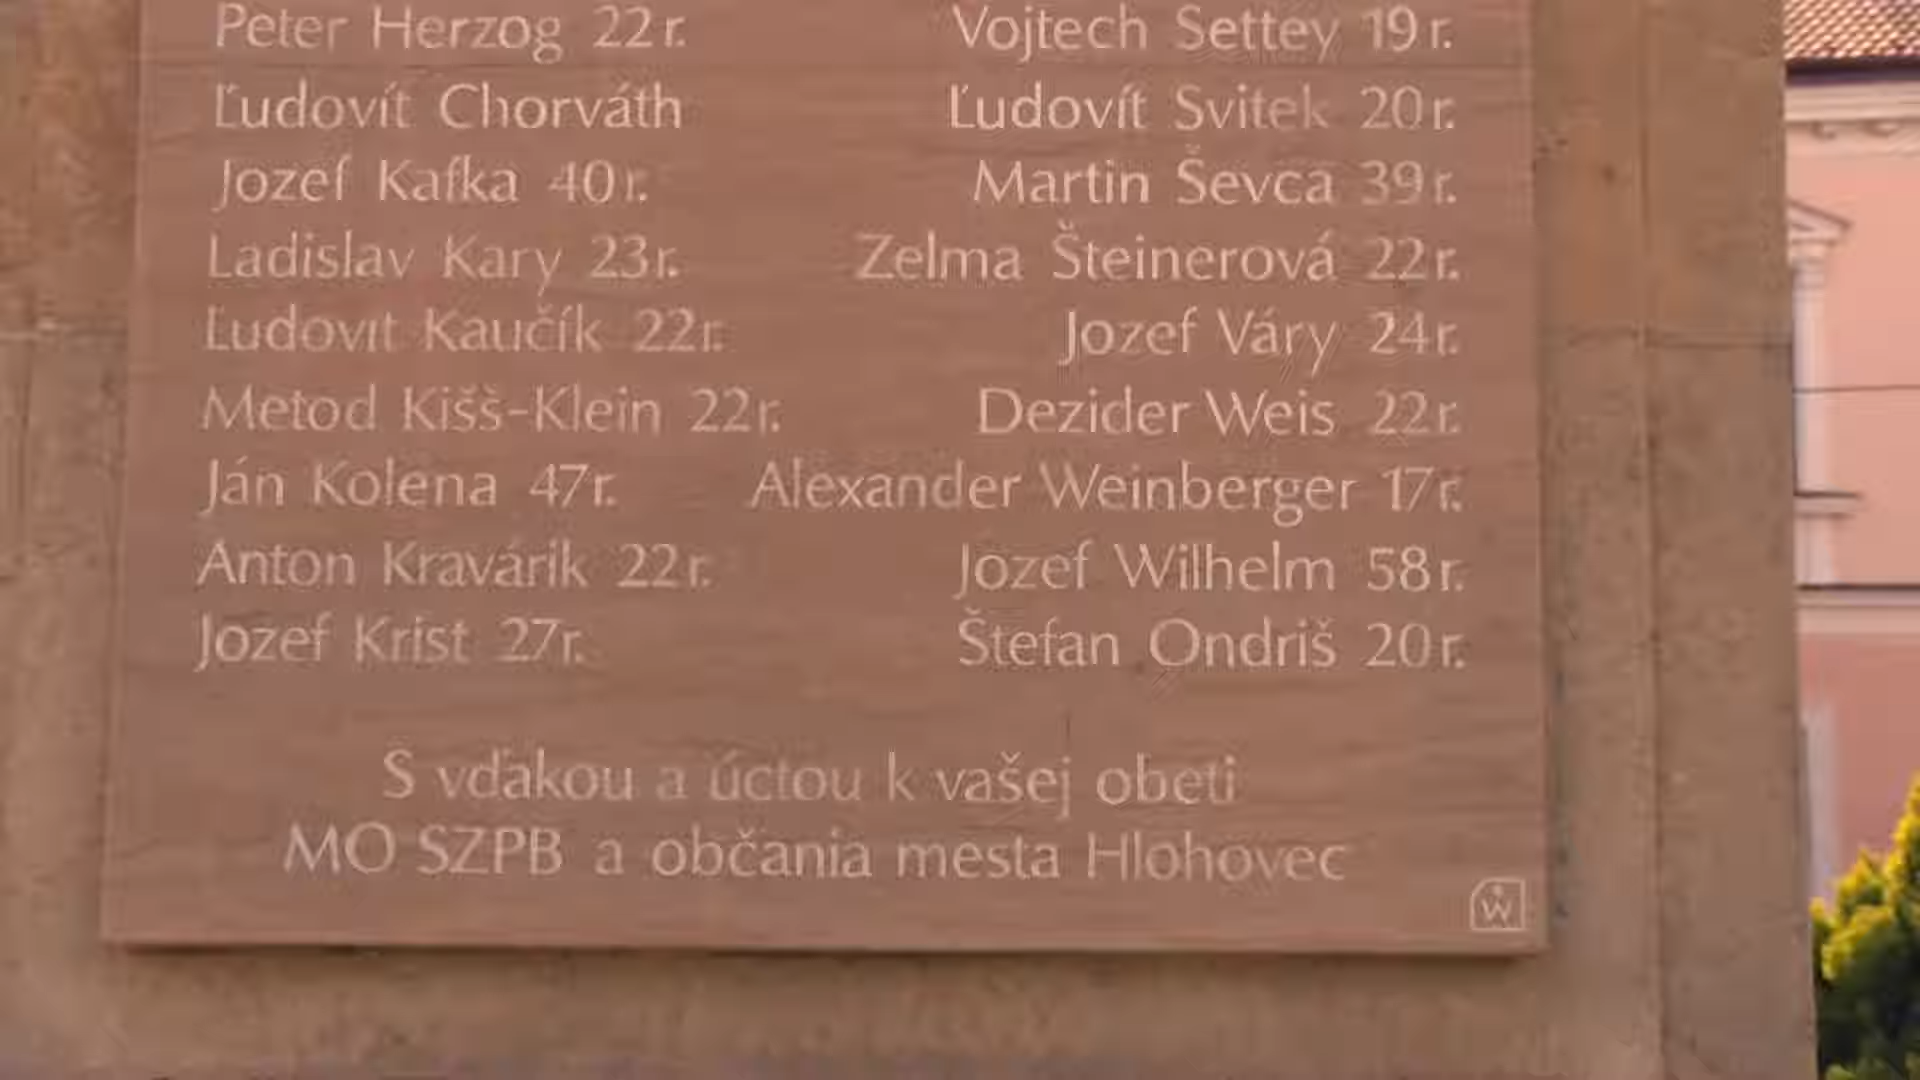 Peter Herzog 22 r.
Ľudovít Chorváth
Jozef Kafka 40 r.
Ladislav Kary 23 r.
Ľudovít Kaučík 22 r.
Metod Kišš-Klein 22 r.
Ján Kolena 47 r.
Anton Kravárik 22 r.
Jozef Krist 27 r.
Vojtech Settey 19 r.
Ľudovít Svitek 20 r.
Martin Ševca 39 r.
Zelma Šteinerová 22 r.
Jozef Váry 24 r.
Dezider Weis 22 r.
Alexander Weinberger 17 r.
Jozef Wilhelm 58 r.
Štefan Ondriš 20 r.
S vďakou a úctou k vašej obeti
MO SZPB a občania mesta Hlohovec
W